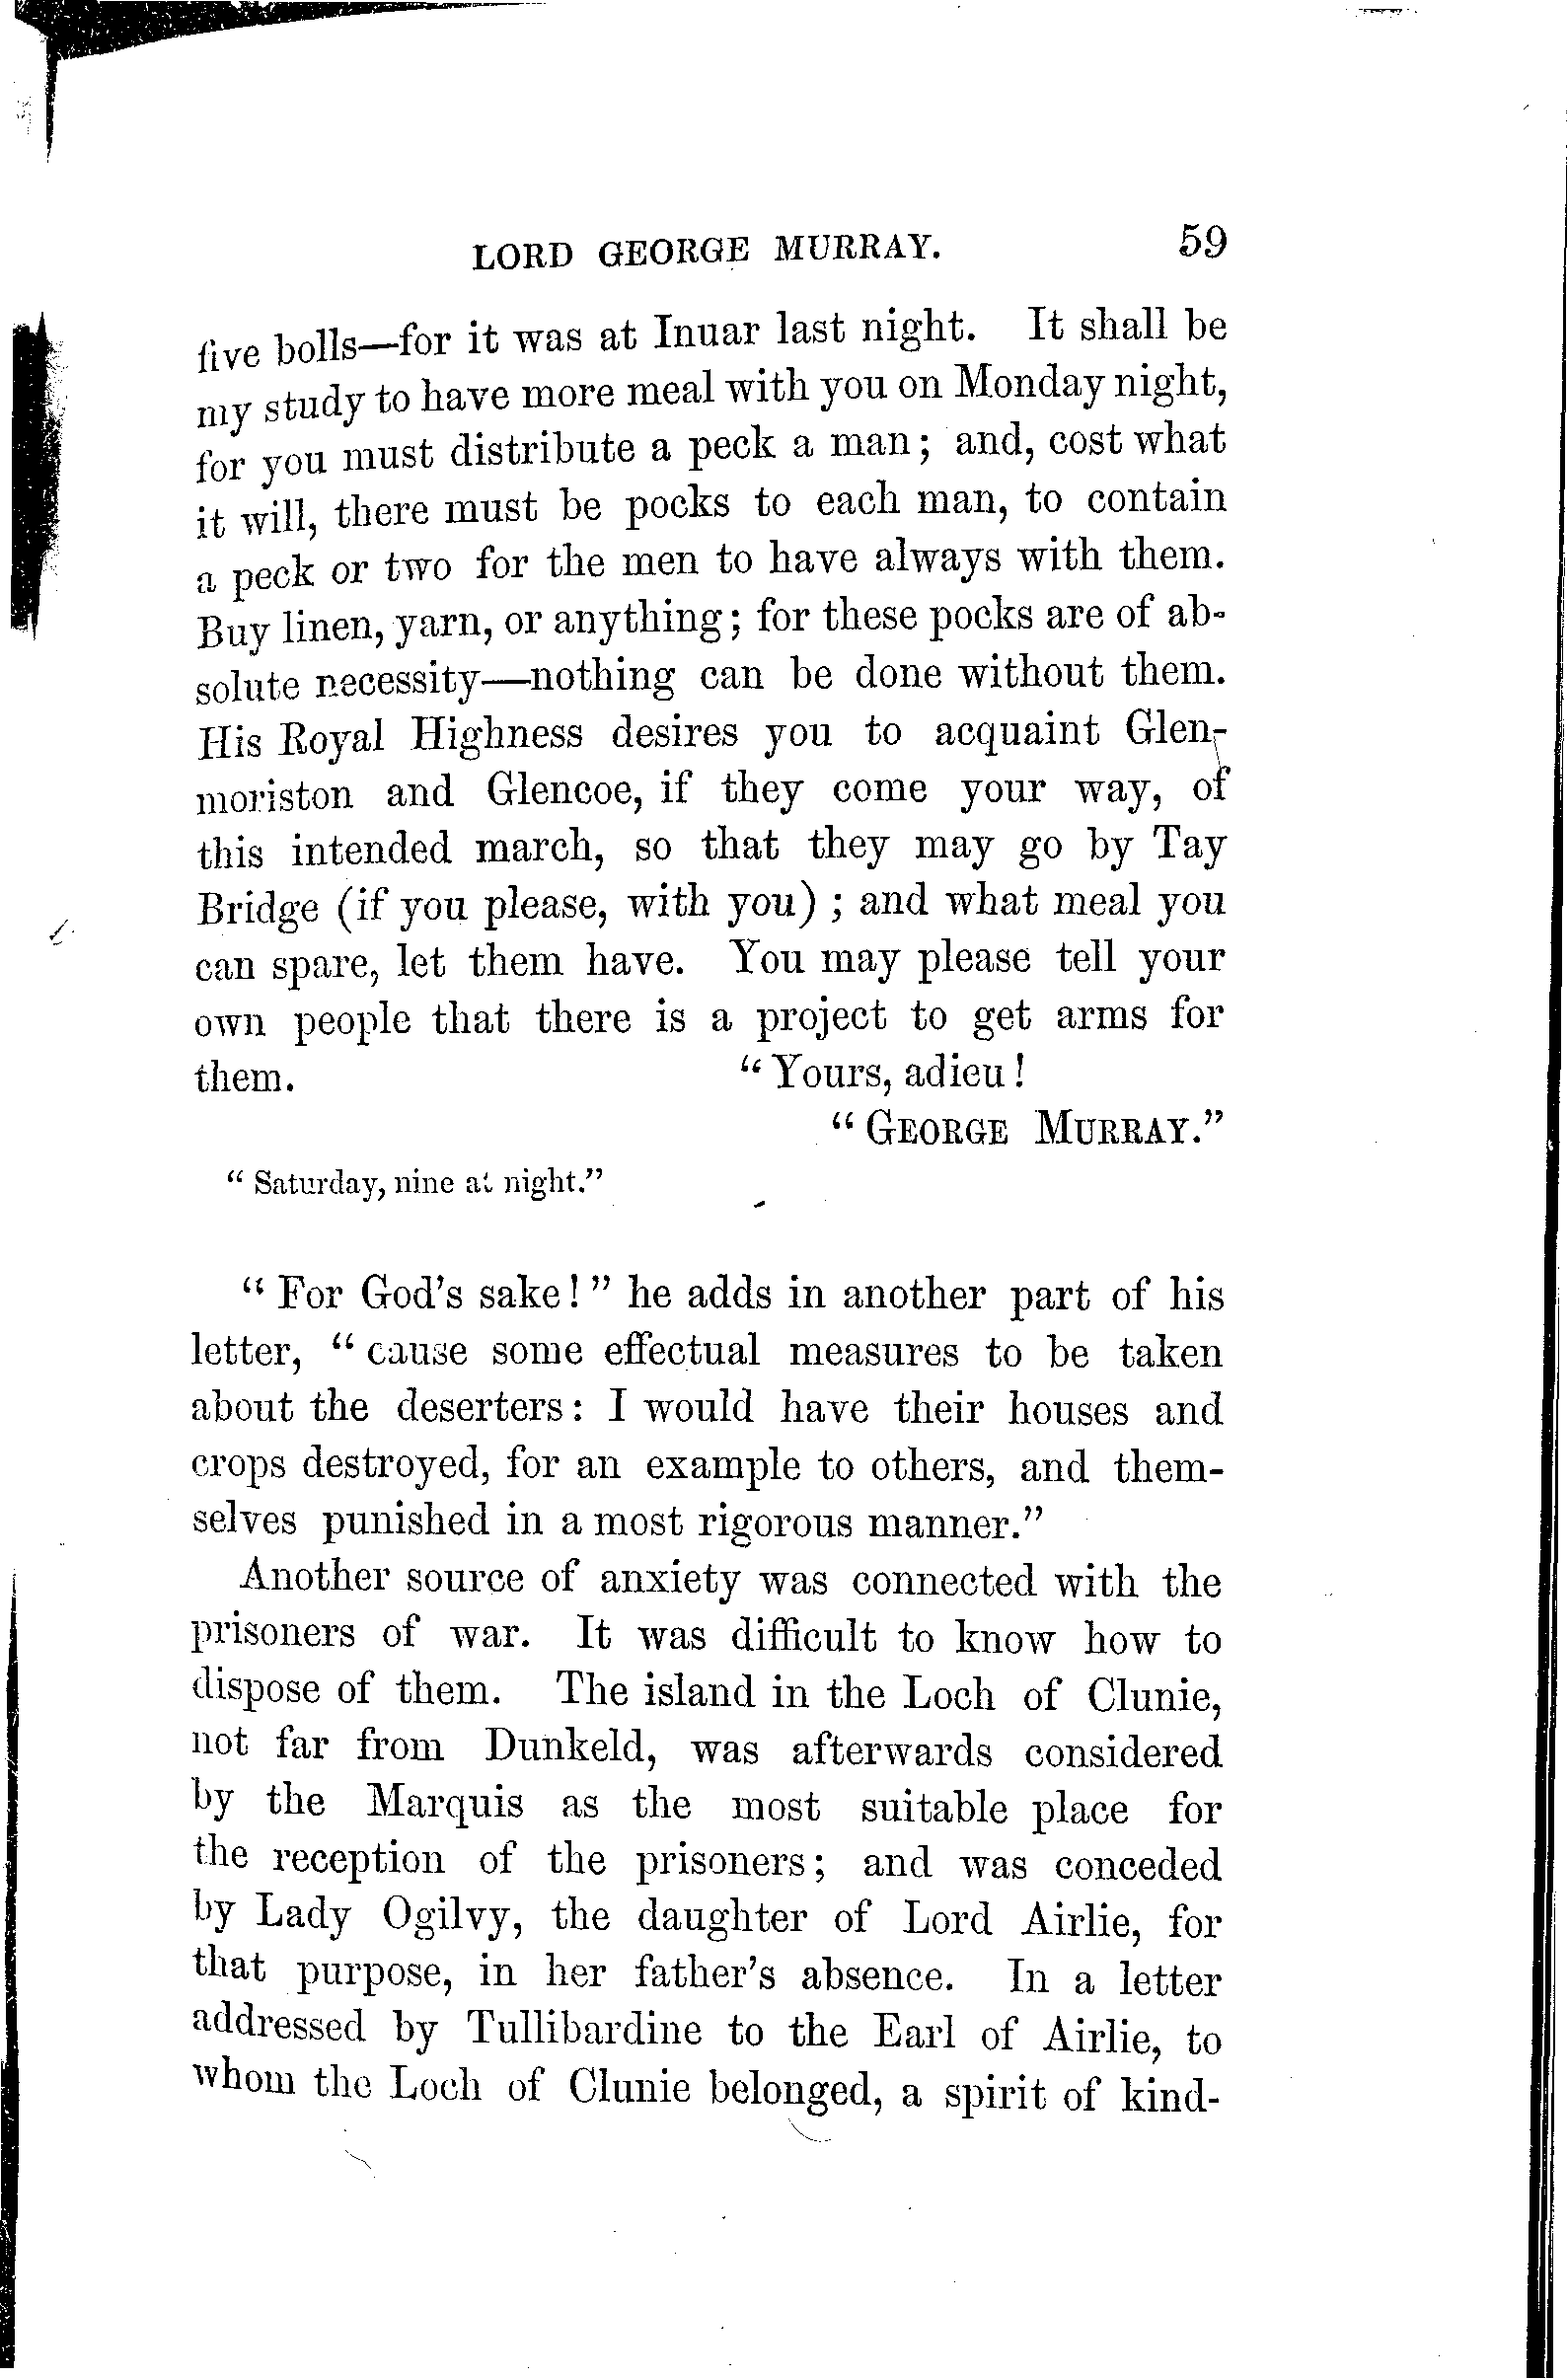 LORD GEORGE MURRAY. 59
five bolls—for it was at Inuar last night. It shall be
my study to have more meal with you on Monday night,
for you must distribute a peck a man; and, cost what
it will, there must be pocks to each man, to contain
a peck or two for the men to have always with them.
Buy linen, yarn, or anything; for these pocks are of ab-
solute necessity—nothing can be done without them.
His Royal Highness desires you to acquaint Glen-
moriston and Glencoe, if they come your way, of
this intended march, so that they may go by Tay
Bridge (if you please, with you) ; and what meal you
can spare, let them have. You may please tell your
own people that there is a project to get arms for
them. “Yours, adieu!
“GEORGE MURRAY.”
“Saturday, nine at night.”
“For God's sake!” he adds in another part of his
letter, “cause some effectual measures to be taken
about the deserters: I would have their houses and
crops destroyed, for an example to others, and them-
selves punished in a most rigorous manner.”
Another source of anxiety was connected with the
prisoners of war. It was difficult to know how to
dispose of them. The island in the Loch of Clunie,
not far from Dunkeld, was afterwards considered
by the Marquis as the most suitable place for
the reception of the prisoners; and was conceded
by Lady Ogilvy, the daughter of Lord Airlie, for
that purpose, in her father's absence. In a letter
addressed by Tullibardine to the Earl of Airlie, to
whom the Loch of Clunie belonged, a spirit of kind-